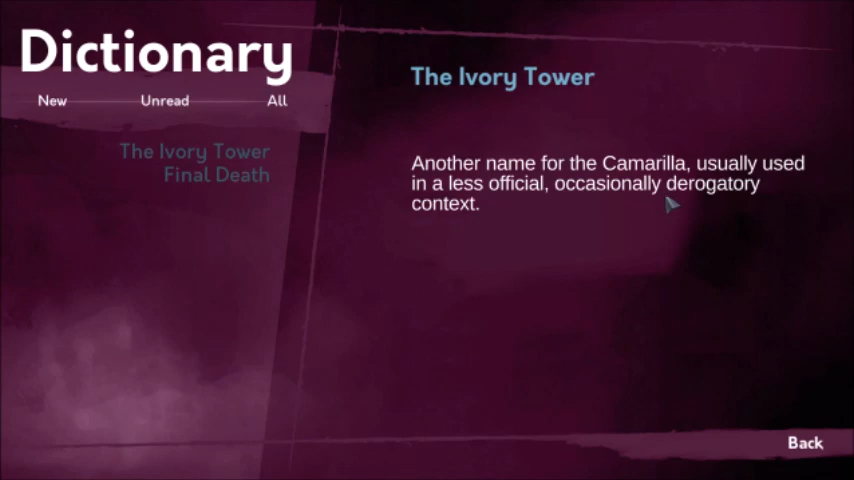 Dictionary
New Unread All
The Ivory Tower
Final Death
The Ivory Tower
Another name for the Camarilla, usually used
in a less official, occasionally derogatory
context.
Back